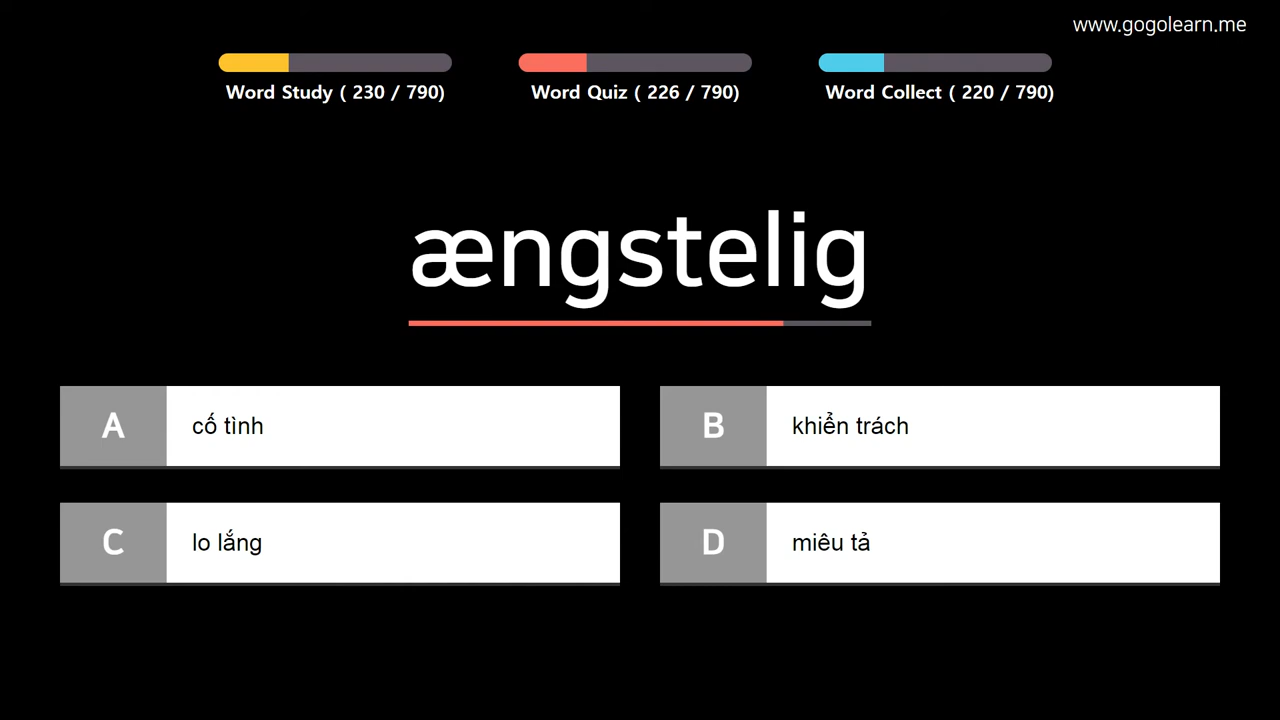 www.gogolearn.me
Word Study ( 230 / 790)
Word Quiz ( 226 / 790)
Word Collect ( 220 / 790)
ængstelig
A cố tình
B khiển trách
C lo lắng
D miêu tả